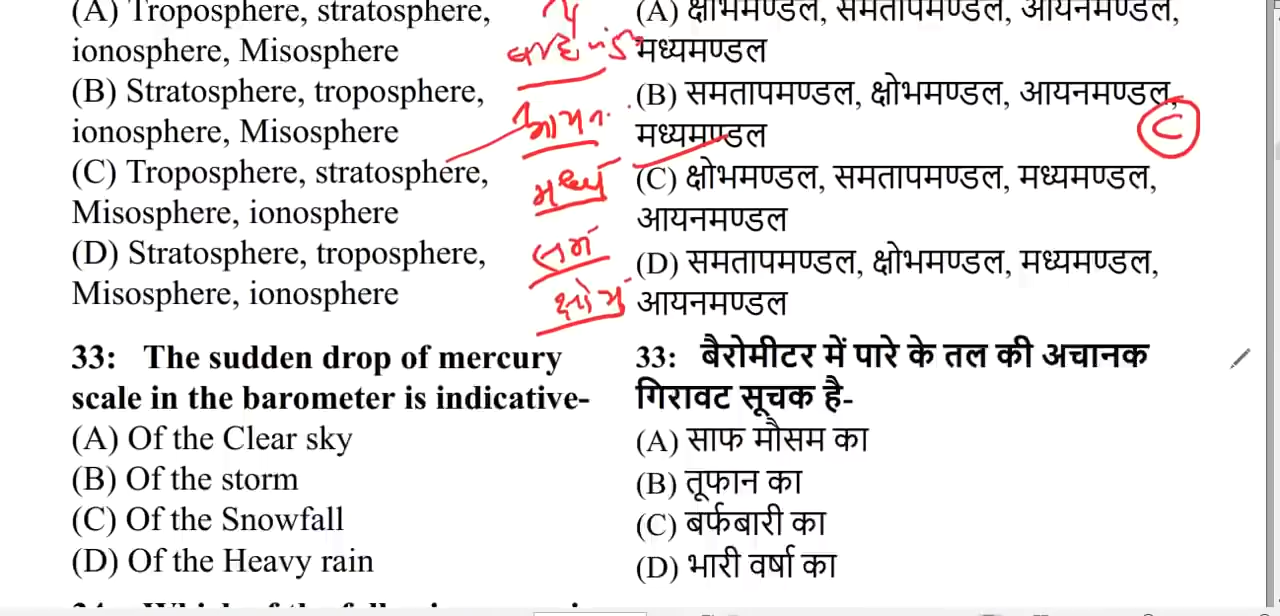 (A) Troposphere, stratosphere,
ionosphere, Misosphere
(B) Stratosphere, troposphere,
ionosphere, Misosphere
(C) Troposphere, stratosphere,
Misosphere, ionosphere
(D) Stratosphere, troposphere,
Misosphere, ionosphere
33: The sudden drop of mercury
scale in the barometer is indicative-
(A) Of the Clear sky
(B) Of the storm
(C) Of the Snowfall
(D) Of the Heavy rain
आयन
मध्य
सम
क्षोभ
(A) क्षोभमण्डल, समतापमण्डल, आयनमण्डल,
मध्यमण्डल
(B) समतापमण्डल, क्षोभमण्डल, आयनमण्डल,
मध्यमण्डल
(C) क्षोभमण्डल, समतापमण्डल, मध्यमण्डल,
आयनमण्डल
(D) समतापमण्डल, क्षोभमण्डल, मध्यमण्डल,
आयनमण्डल
C
33: बैरोमीटर में पारे के तल की अचानक
गिरावट सूचक है-
(A) साफ मौसम का
(B) तूफान का
(C) बर्फबारी का
(D) भारी वर्षा का